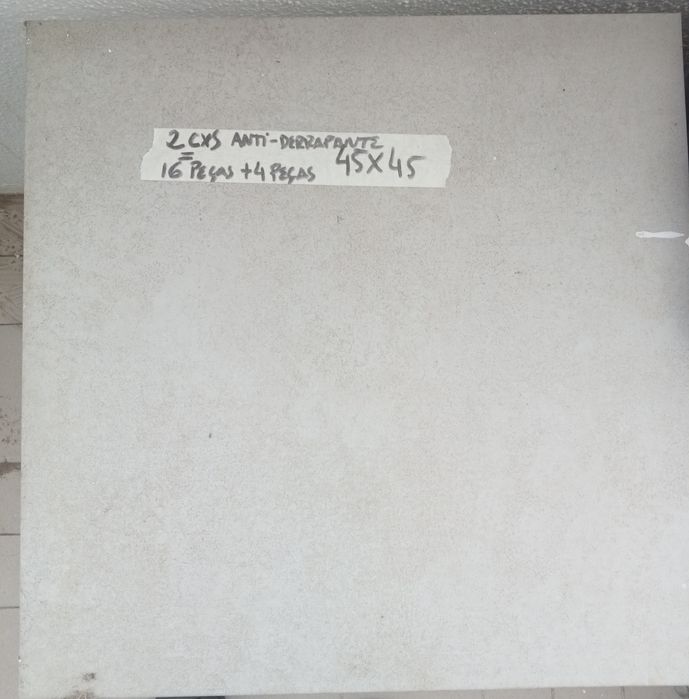 2 CXS ANTI-DERRAPANTE
=
16 PEÇAS + 4 PEÇAS 45X45